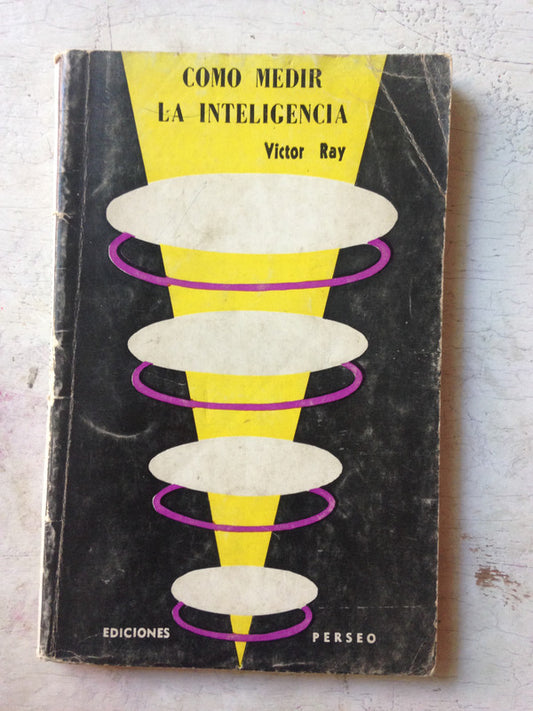 COMO MEDIR
LA INTELIGENCIA
Victor Ray
EDICIONES PERSEO